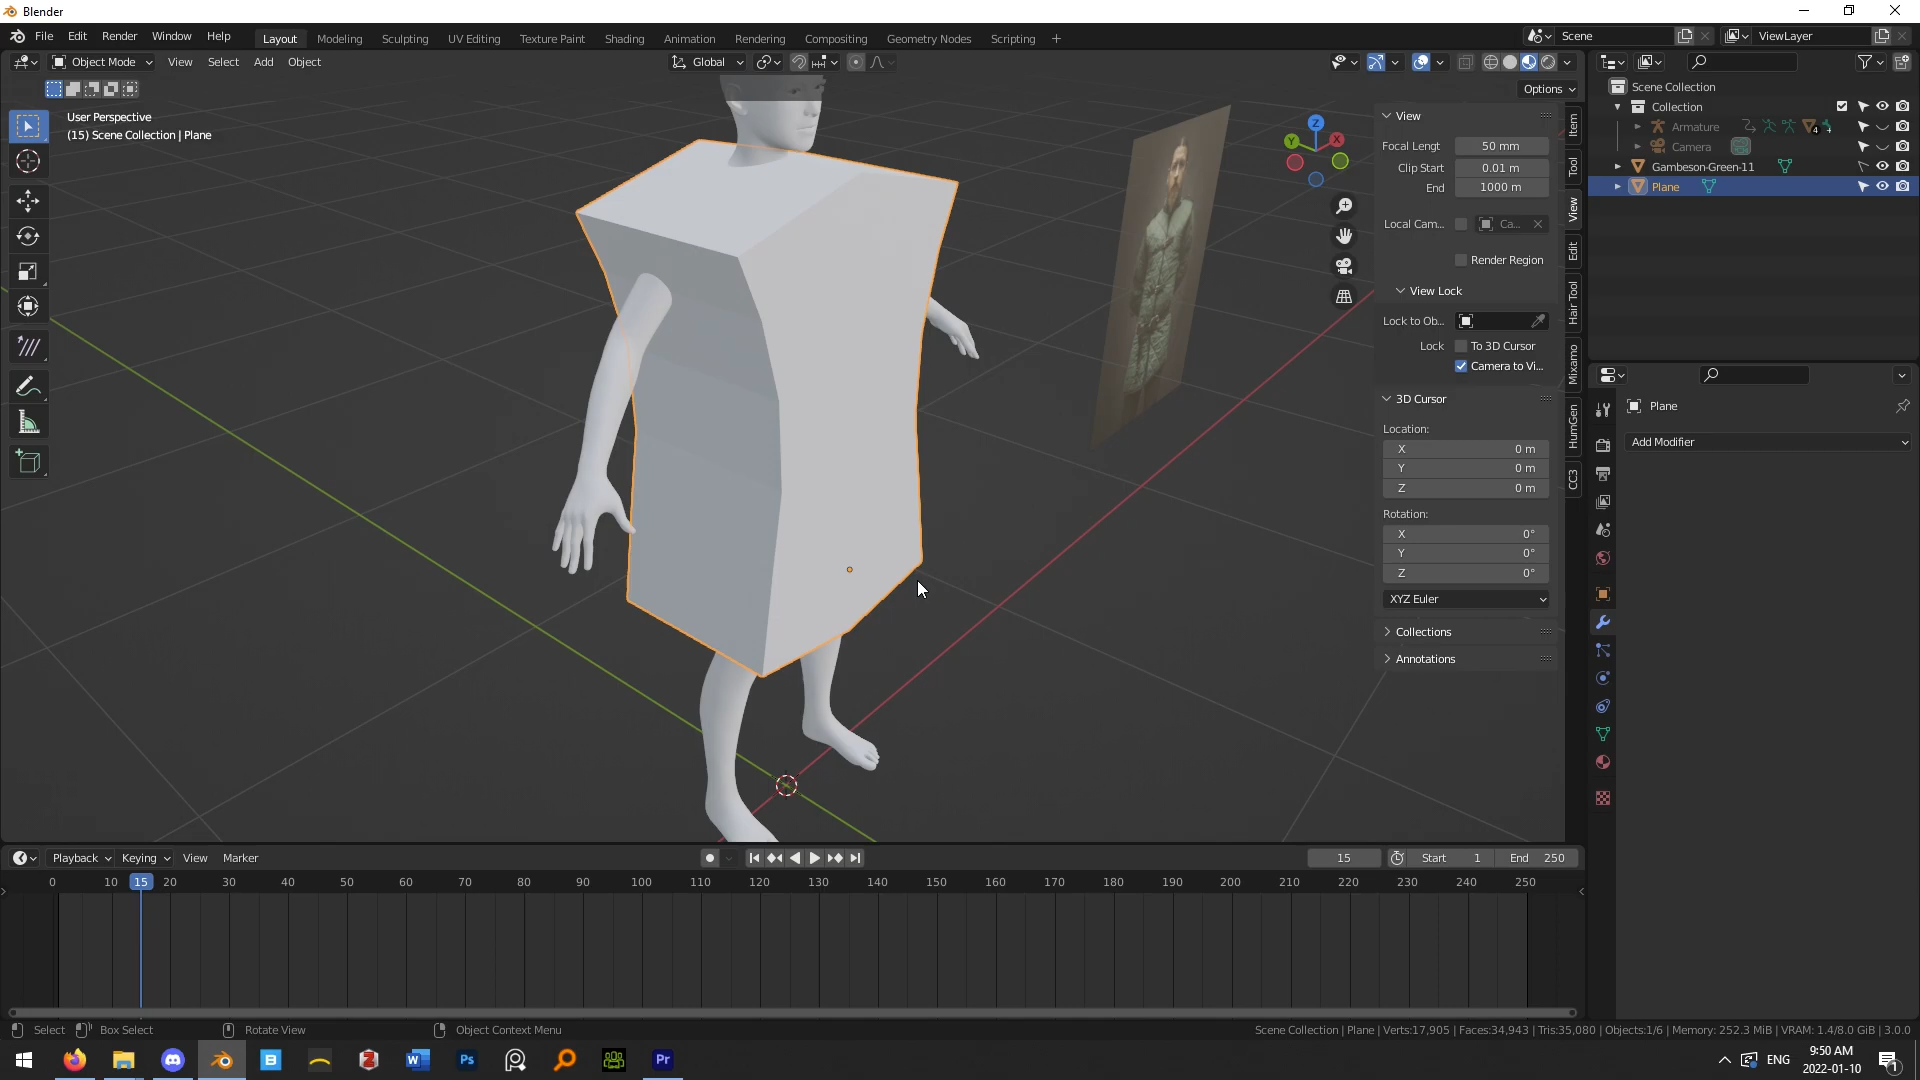 Blender
File Edit Render Window Help Layout Modeling Sculpting UV Editing Texture Paint Shading Animation Rendering Compositing Geometry Nodes Scripting + Scene ViewLayer
Object Mode View Select Add Object Global
Options
User Perspective
(15) Scene Collection | Plane
Z
Y
X
View
Focal Lengt 50 mm
Clip Start 0.01 m
End 1000 m
Local Cam... Ca...
Render Region
View Lock
Lock to Ob...
Lock To 3D Cursor
Camera to Vi...
3D Cursor
Location:
X 0 m
Y 0 m
Z 0 m
Rotation:
X 0°
Y 0°
Z 0°
XYZ Euler
Collections
Annotations
Item
Tool
View
Edit
Hair Tool
Mixamo
HumGen
CC3
Scene Collection
Collection
Armature 4
Camera
Gambeson-Green-11
Plane
Plane
Add Modifier
Playback Keying View Marker 15 Start 1 End 250
0 10 15 20 30 40 50 60 70 80 90 100 110 120 130 140 150 160 170 180 190 200 210 220 230 240 250
Select Box Select Rotate View Object Context Menu Scene Collection | Plane | Verts:17,905 | Faces:34,943 | Tris:35,080 | Objects:1/6 | Memory: 252.3 MiB | VRAM: 1.4/8.0 GiB | 3.0.0
B Z W Ps Pr ENG 9:50 AM
2022-01-10 1